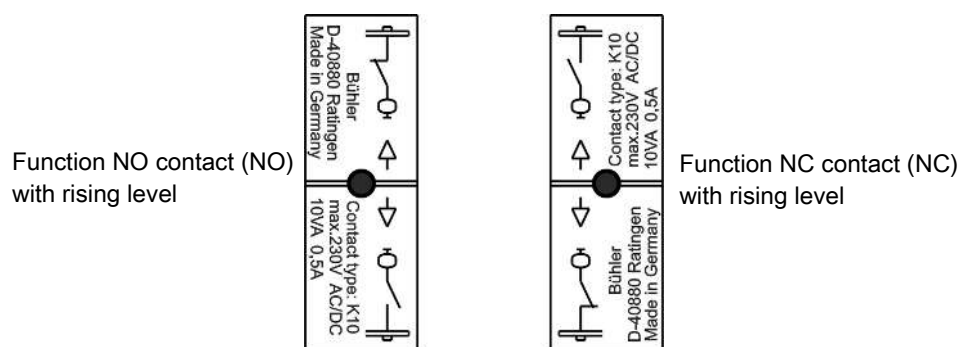 Function NO contact (NO)
with rising level
Bühler
D-40880 Ratingen
Made in Germany
Contact type: K10
max.230V AC/DC
10VA 0,5A
Contact type: K10
max.230V AC/DC
10VA 0,5A
Bühler
D-40880 Ratingen
Made in Germany
Function NC contact (NC)
with rising level